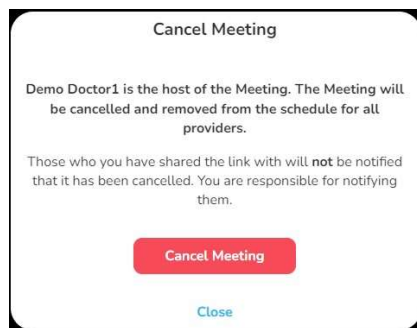 Cancel Meeting
Demo Doctor1 is the host of the Meeting. The Meeting will
be cancelled and removed from the schedule for all
providers.
Those who you have shared the link with will not be notified
that it has been cancelled. You are responsible for notifying
them.
Cancel Meeting
Close